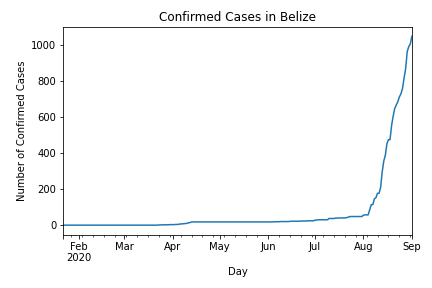 Confirmed Cases in Belize
Number of Confirmed Cases
1000
800
600
400
200
0
Feb Mar Apr May Jun Jul Aug Sep
2020
Day